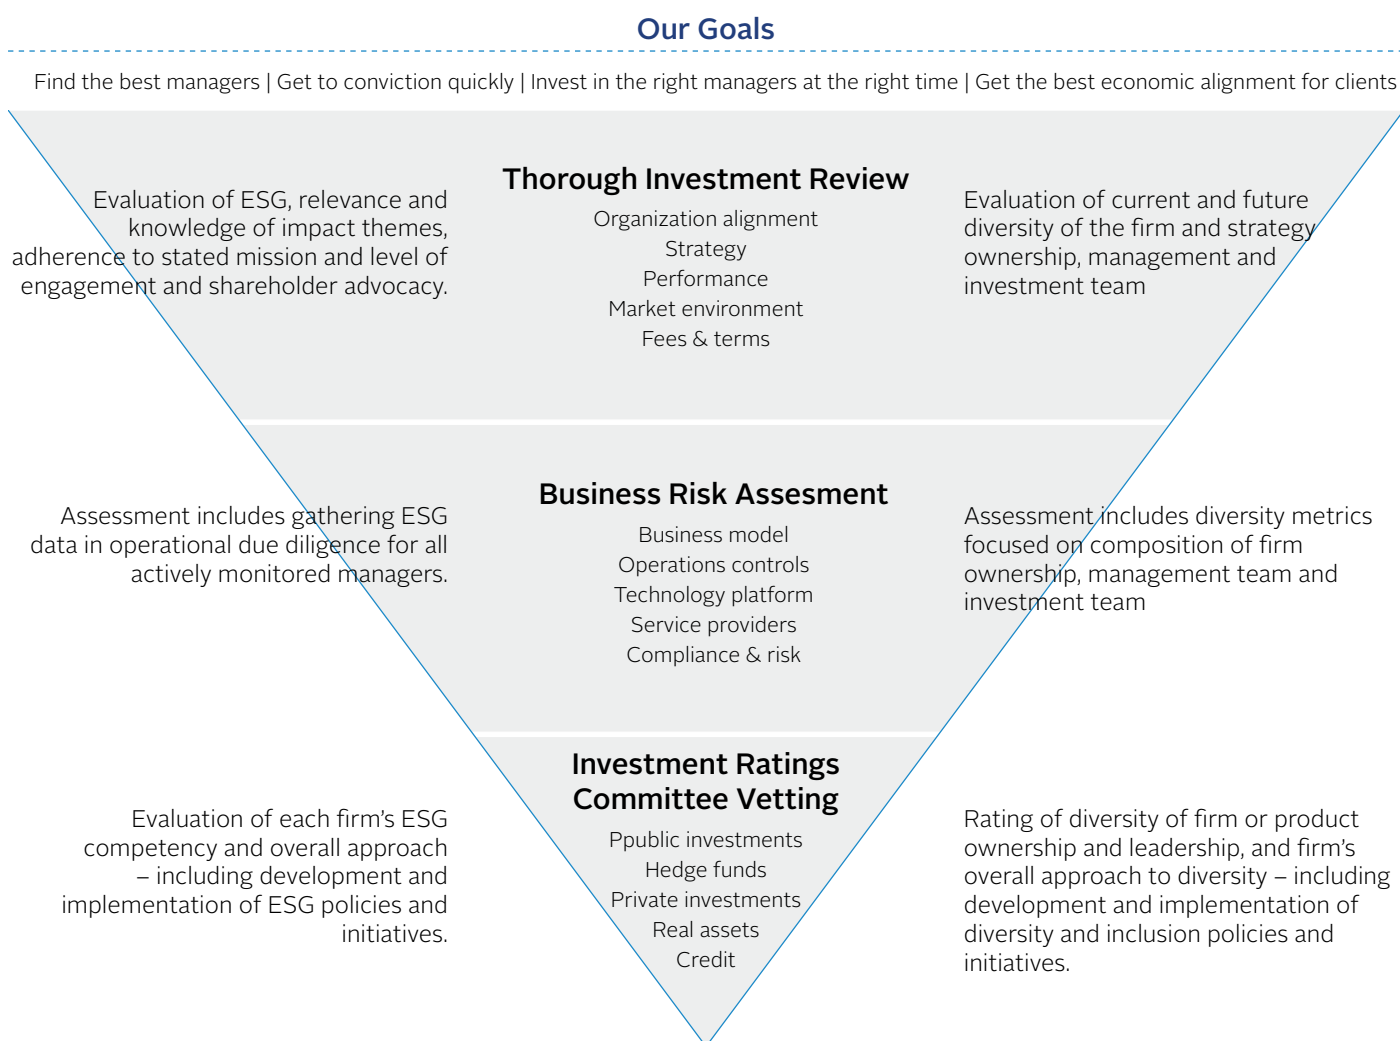 Our Goals
Find the best managers | Get to conviction quickly | Invest in the right managers at the right time | Get the best economic alignment for clients
Thorough Investment Review
Organization alignment
Strategy
Performance
Market environment
Fees & terms
Evaluation of ESG, relevance and
knowledge of impact themes,
adherence to stated mission and level of
engagement and shareholder advocacy.
Evaluation of current and future
diversity of the firm and strategy
ownership, management and
investment team
Business Risk Assesment
Business model
Operations controls
Technology platform
Service providers
Compliance & risk
Assessment includes gathering ESG
data in operational due diligence for all
actively monitored managers.
Assessment includes diversity metrics
focused on composition of firm
ownership, management team and
investment team
Investment Ratings
Committee Vetting
Ppublic investments
Hedge funds
Private investments
Real assets
Credit
Evaluation of each firm’s ESG
competency and overall approach
– including development and
implementation of ESG policies and
initiatives.
Rating of diversity of firm or product
ownership and leadership, and firm’s
overall approach to diversity – including
development and implementation of
diversity and inclusion policies and
initiatives.